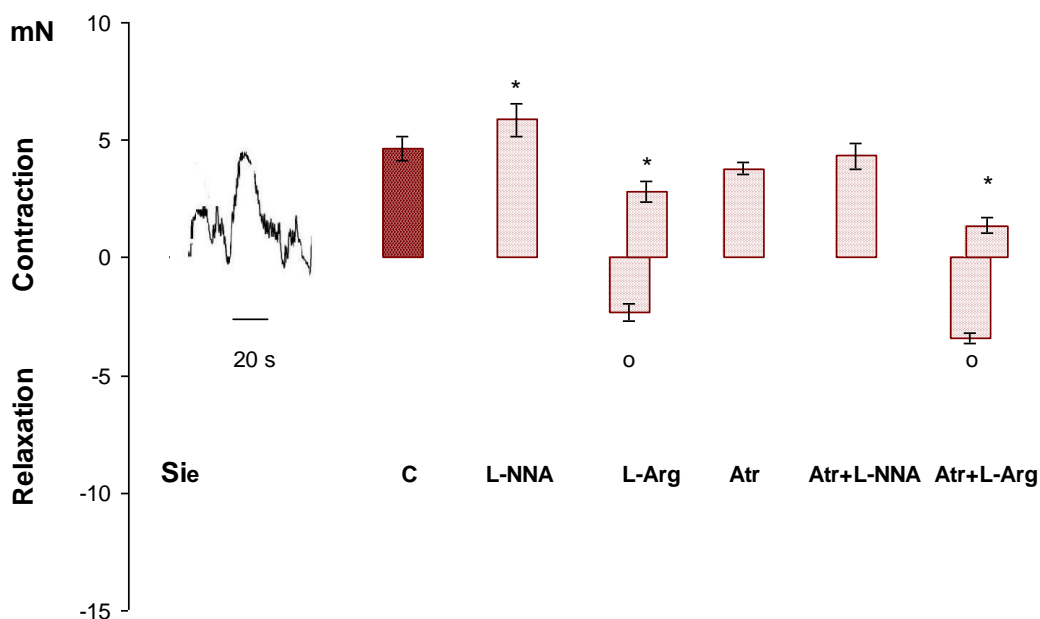 mN
10
5
0
-5
-10
-15
Contraction
Relaxation
*
*
*
20 s
o
o
Sie
C
L-NNA
L-Arg
Atr
Atr+L-NNA
Atr+L-Arg